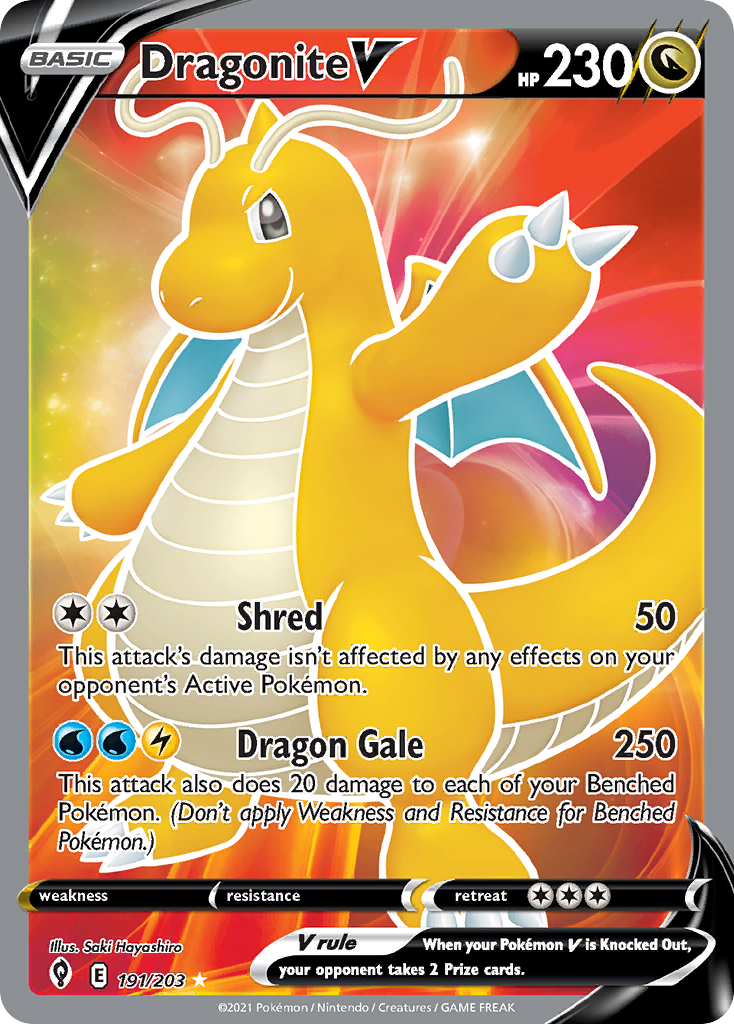 BASIC
Dragonite V
HP 230
Shred 50
This attack's damage isn't affected by any effects on your
opponent's Active Pokémon.
Dragon Gale 250
This attack also does 20 damage to each of your Benched
Pokémon. (Don't apply Weakness and Resistance for Benched
Pokémon.)
weakness resistance retreat
Illus. Saki Hayashiro
V rule When your Pokémon V is Knocked Out,
your opponent takes 2 Prize cards.
E 191/203
©2021 Pokémon / Nintendo / Creatures / GAME FREAK